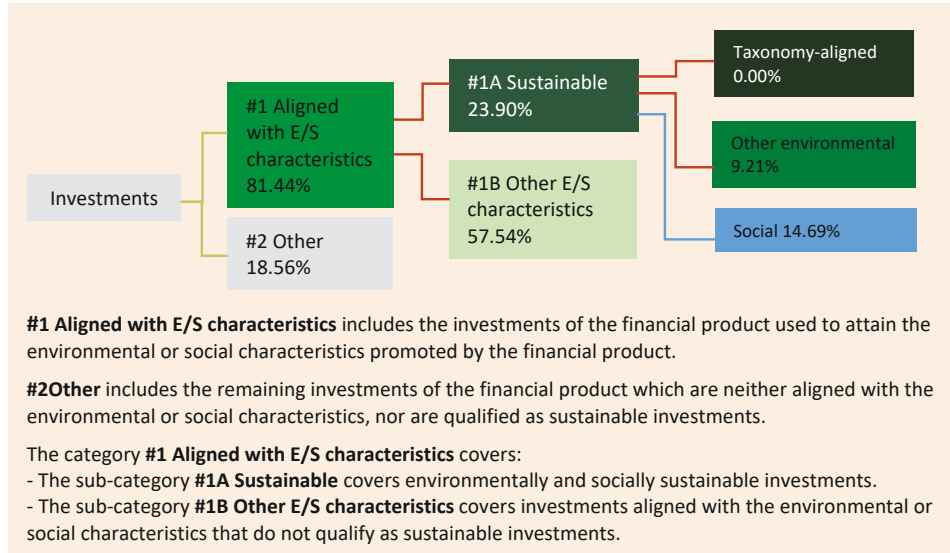 Investments
#1 Aligned
with E/S
characteristics
81.44%
#2 Other
18.56%
#1A Sustainable
23.90%
#1B Other E/S
characteristics
57.54%
Taxonomy-aligned
0.00%
Other environmental
9.21%
Social 14.69%
#1 Aligned with E/S characteristics includes the investments of the financial product used to attain the
environmental or social characteristics promoted by the financial product.
#2Other includes the remaining investments of the financial product which are neither aligned with the
environmental or social characteristics, nor are qualified as sustainable investments.
The category #1 Aligned with E/S characteristics covers:
- The sub-category #1A Sustainable covers environmentally and socially sustainable investments.
- The sub-category #1B Other E/S characteristics covers investments aligned with the environmental or
social characteristics that do not qualify as sustainable investments.